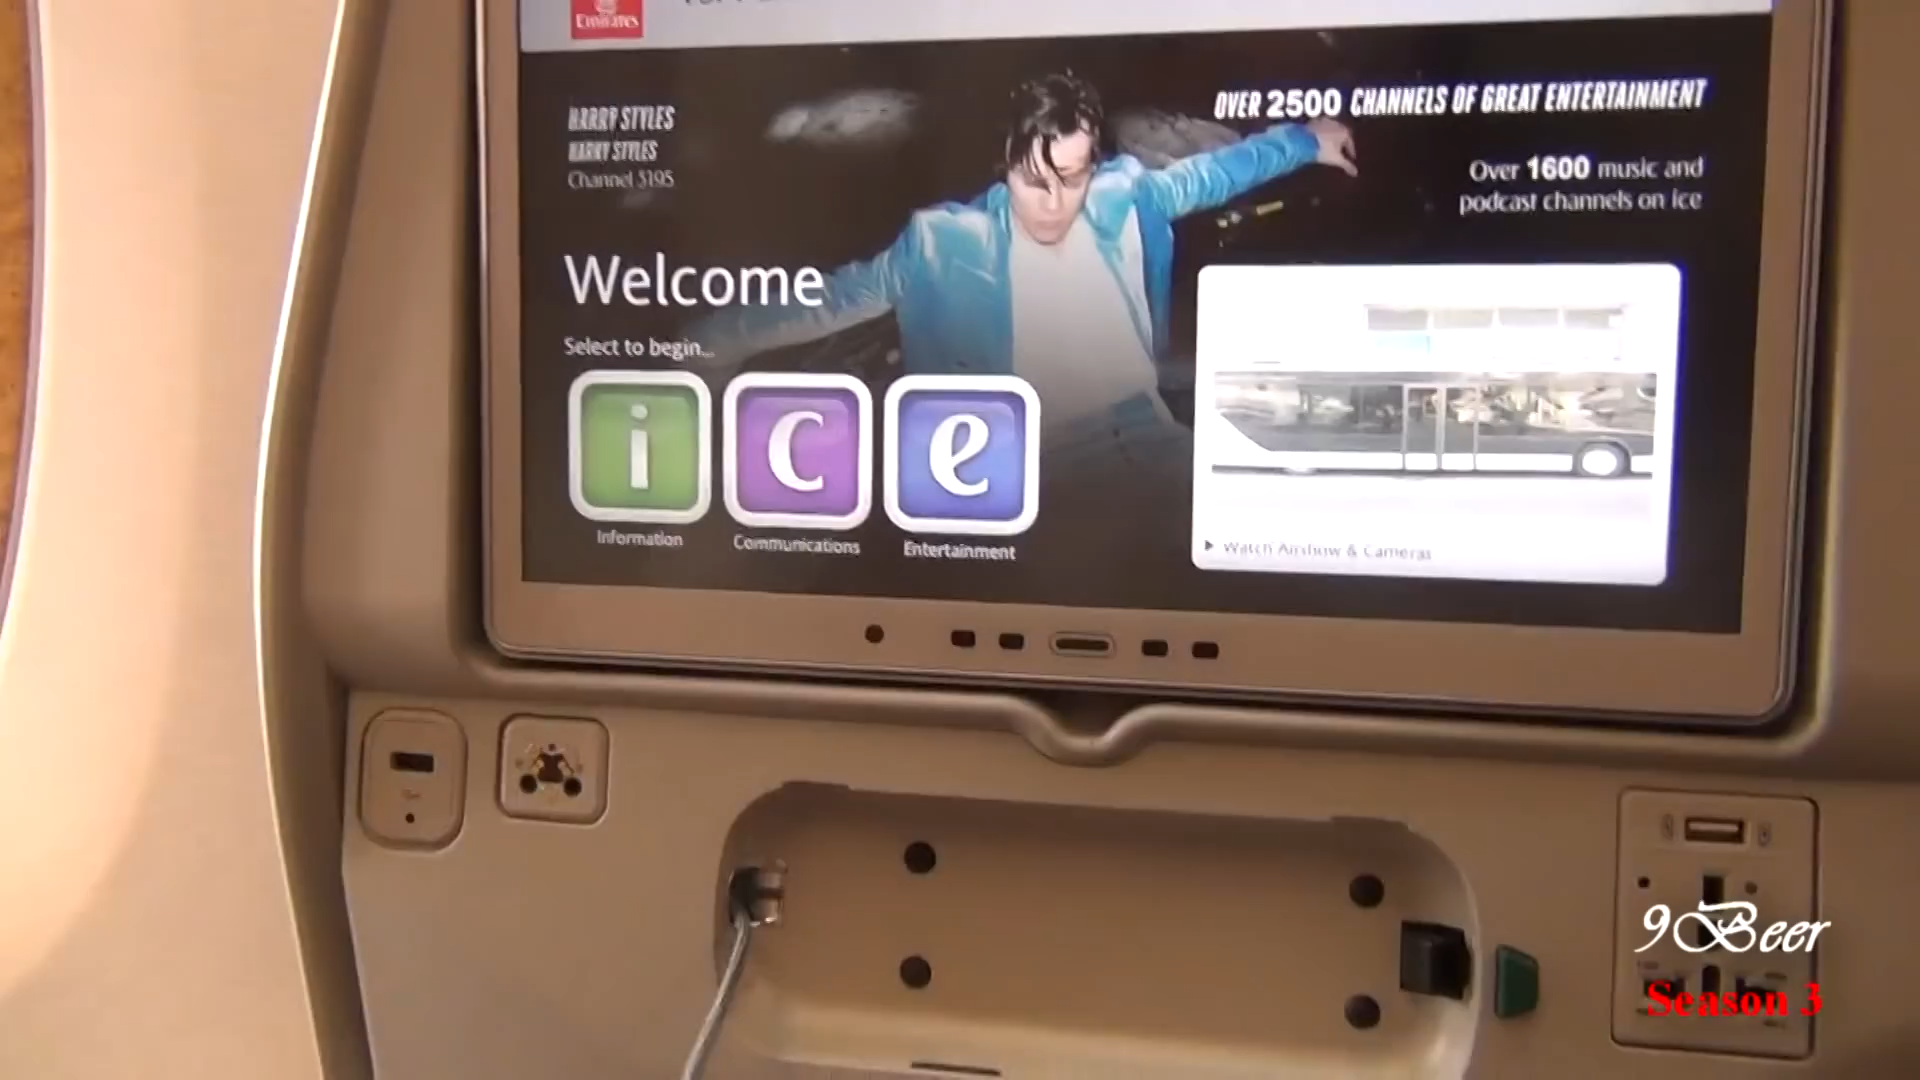 Emirates
HARRY STYLES
HARRY STYLES
Channel 3195
OVER 2500 CHANNELS OF GREAT ENTERTAINMENT
Over 1600 music and
podcast channels on ice
Welcome
Select to begin...
i c e
Information Communications Entertainment
Watch Airshow & Cameras
9Beer
Season 3